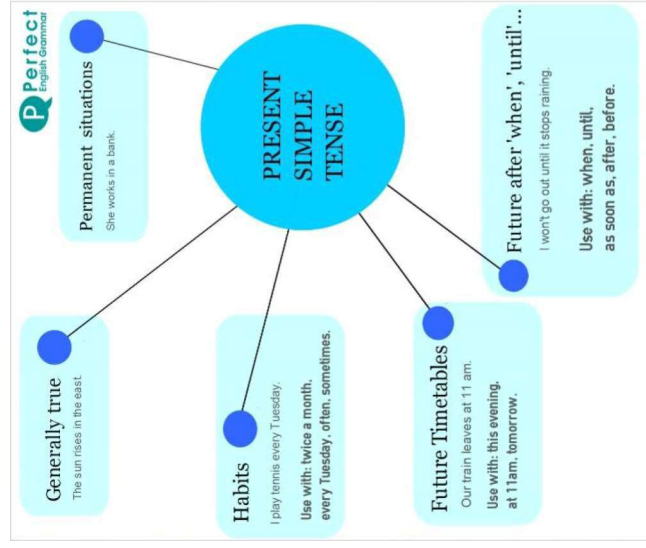 Perfect
English Grammar
Permanent situations
She works in a bank.
PRESENT
SIMPLE
TENSE
Generally true
The sun rises in the east.
Habits
I play tennis every Tuesday.
Use with: twice a month,
every Tuesday, often, sometimes.
Future Timetables
Our train leaves at 11 am.
Use with: this evening,
at 11am, tomorrow.
Future after 'when', 'until'...
I won't go out until it stops raining.
Use with: when, until,
as soon as, after, before.